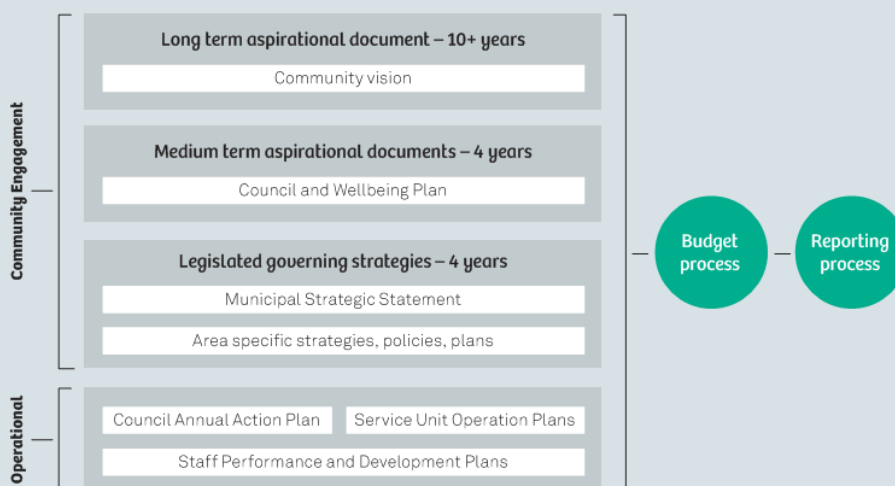 Community Engagement
Long term aspirational document – 10+ years
Community vision
Medium term aspirational documents – 4 years
Council and Wellbeing Plan
Legislated governing strategies – 4 years
Municipal Strategic Statement
Area specific strategies, policies, plans
Operational
Council Annual Action Plan
Service Unit Operation Plans
Staff Performance and Development Plans
Budget
process
Reporting
process